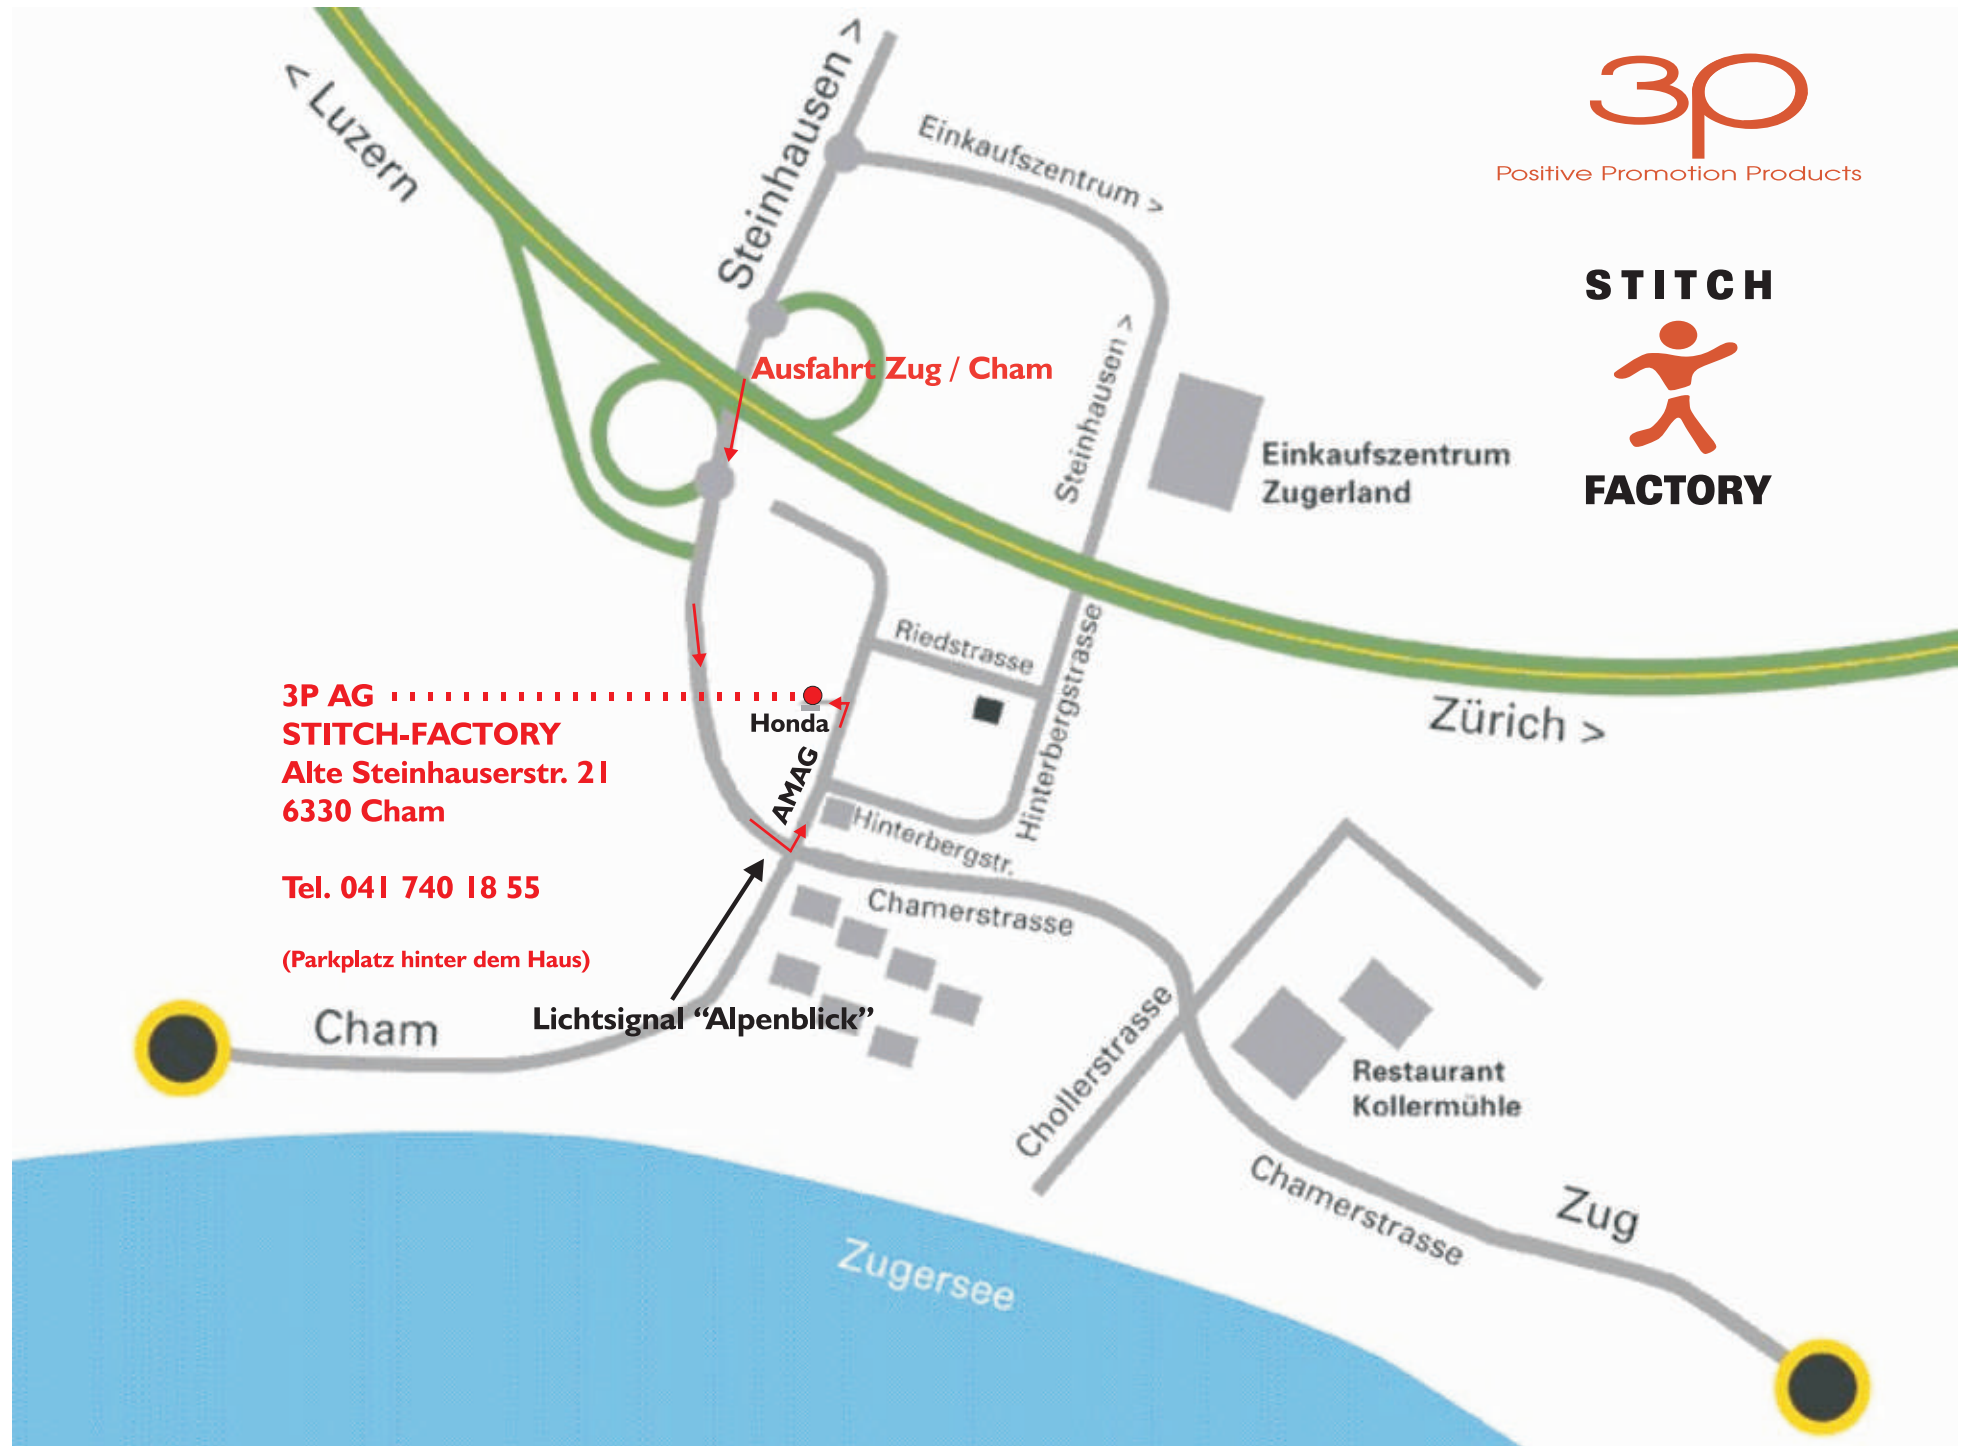 < Luzern
Steinhausen >
Einkaufszentrum >
3p
Positive Promotion Products
STITCH
FACTORY
Ausfahrt Zug / Cham
Steinhausen >
Einkaufszentrum
Zugerland
Riedstrasse
Hinterbergstrasse
Zürich >
3P AG
STITCH-FACTORY
Alte Steinhauserstr. 21
6330 Cham
Tel. 041 740 18 55
(Parkplatz hinter dem Haus)
Honda
AMAG
Hinterbergstr.
Chamerstrasse
Lichtsignal “Alpenblick”
Cham
Chollerstrasse
Restaurant
Kollermühle
Chamerstrasse
Zug
Zugersee